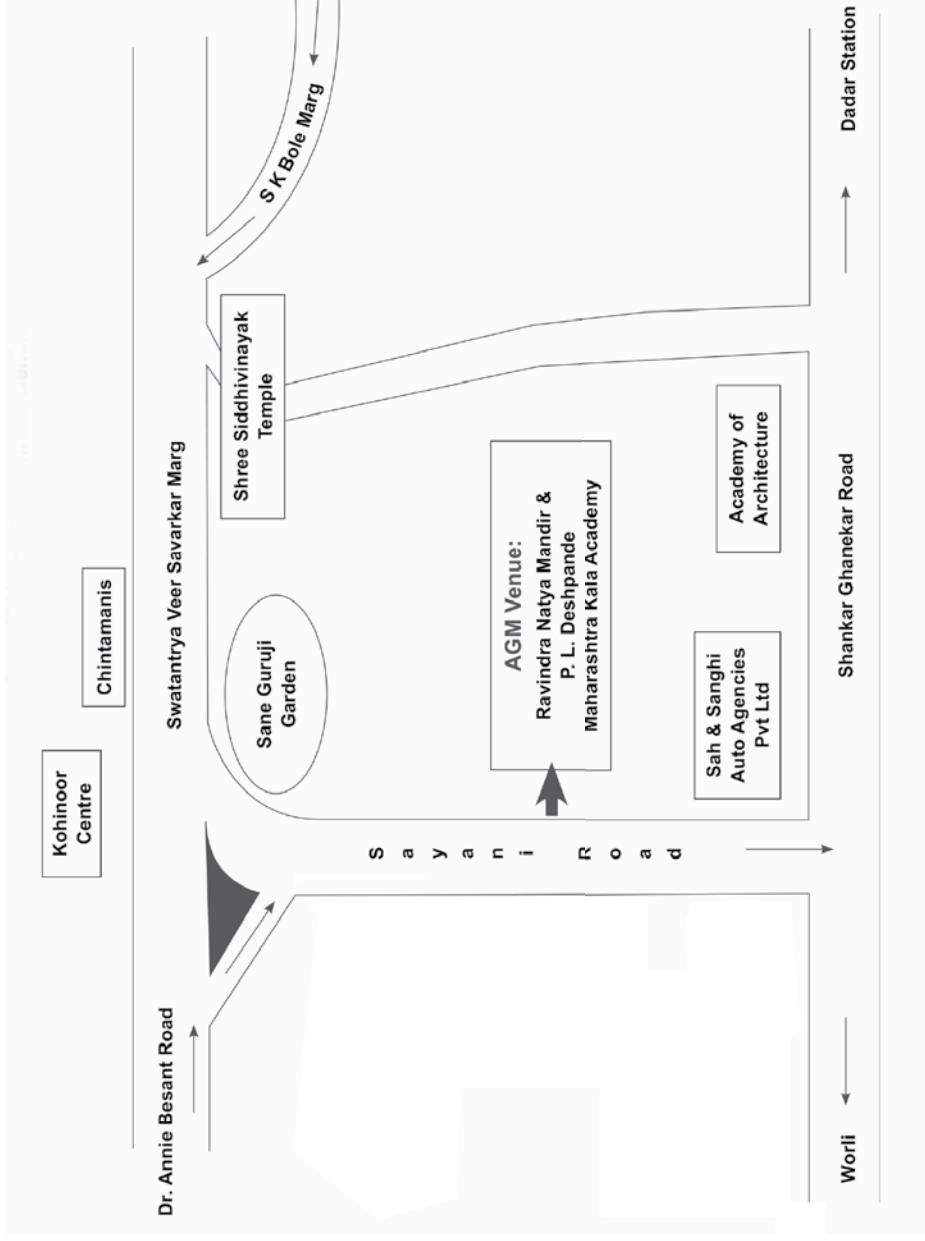 Kohinoor
Centre
Chintamanis
Dr. Annie Besant Road
Swatantrya Veer Savarkar Marg
S K Bole Marg
Sane Guruji
Garden
Shree Siddhivinayak
Temple
Sayani Road
AGM Venue:
Ravindra Natya Mandir &
P. L. Deshpande
Maharashtra Kala Academy
Sah & Sanghi
Auto Agencies
Pvt Ltd
Academy of
Architecture
Worli
Shankar Ghanekar Road
Dadar Station